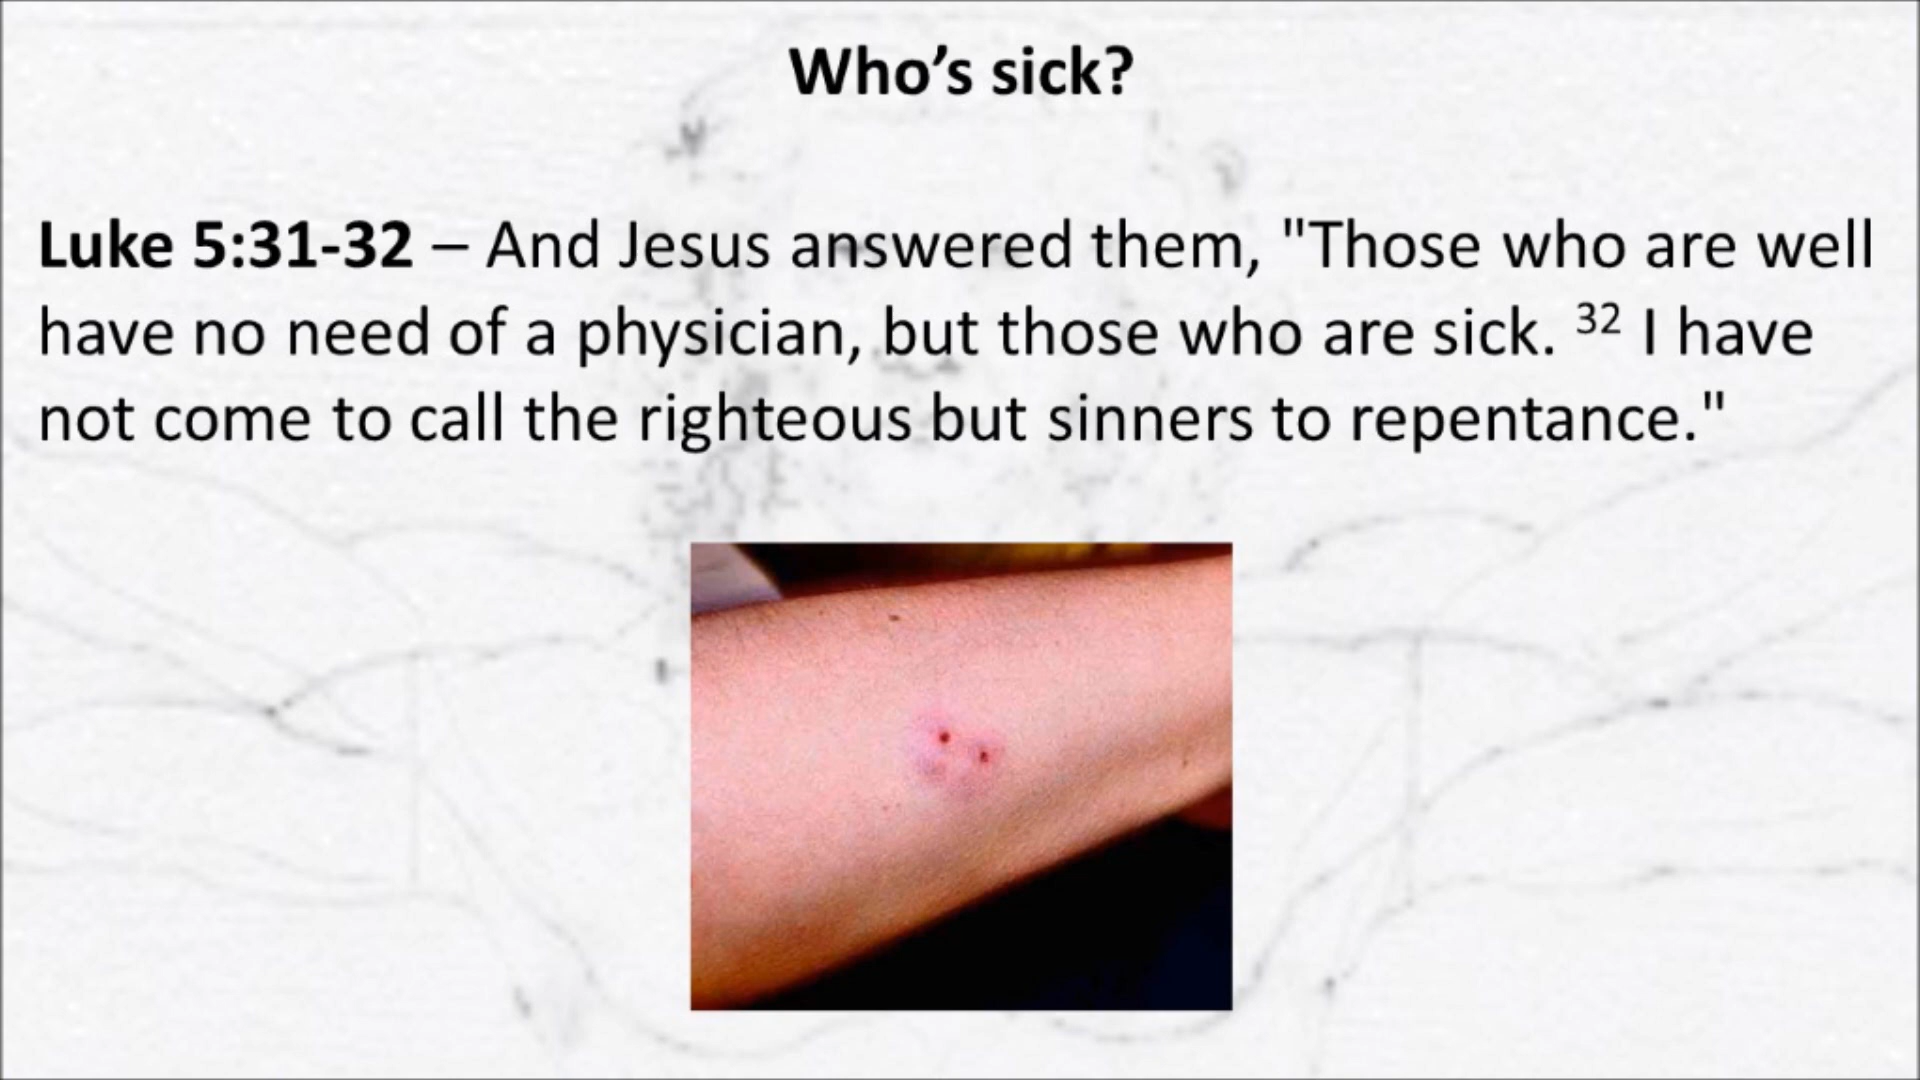 Who’s sick?
Luke 5:31-32 – And Jesus answered them, "Those who are well
have no need of a physician, but those who are sick. 32 I have
not come to call the righteous but sinners to repentance."